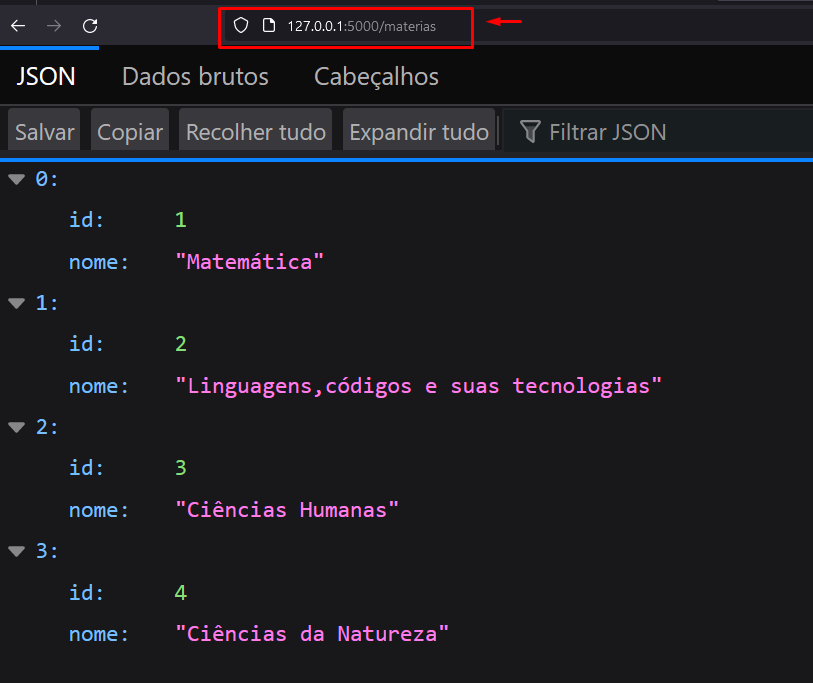 127.0.0.1:5000/materias
JSON Dados brutos Cabeçalhos
Salvar Copiar Recolher tudo Expandir tudo Filtrar JSON
0:
id: 1
nome: "Matemática"
1:
id: 2
nome: "Linguagens,códigos e suas tecnologias"
2:
id: 3
nome: "Ciências Humanas"
3:
id: 4
nome: "Ciências da Natureza"